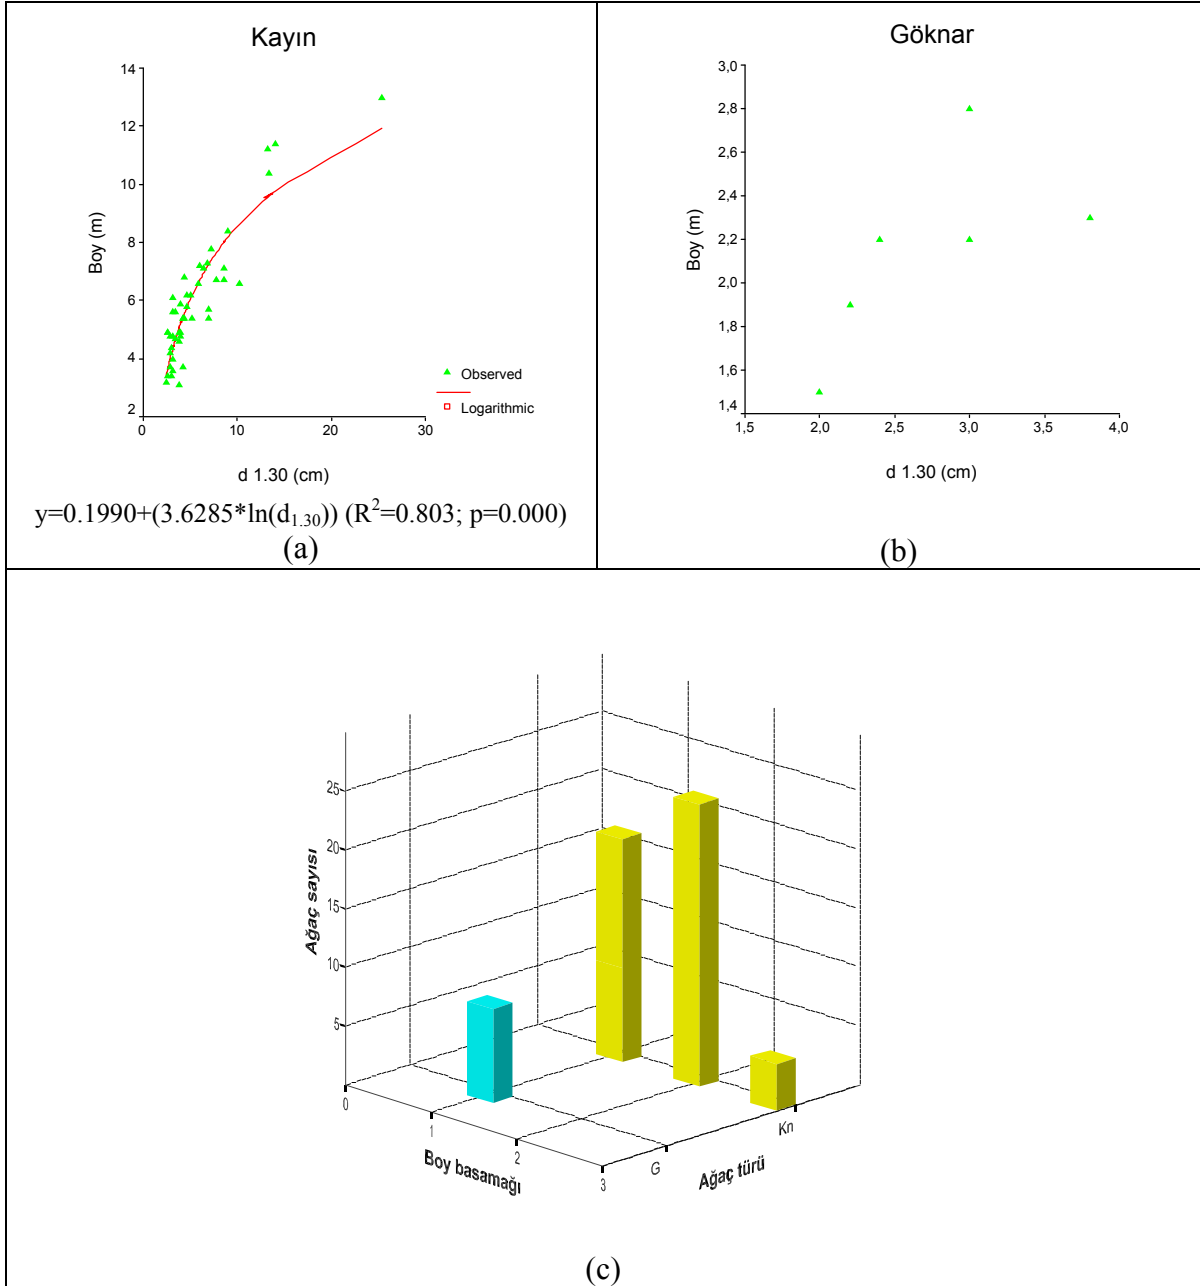 Kayın
14
12
10
8
6
4
2
Boy (m)
0
10
20
30
Observed
Logarithmic
d 1.30 (cm)
y=0.1990+(3.6285*ln(d1.30)) (R2=0.803; p=0.000)
(a)
Göknar
3,0
2,8
2,6
2,4
2,2
2,0
1,8
1,6
1,4
Boy (m)
1,5
2,0
2,5
3,0
3,5
4,0
d 1.30 (cm)
(b)
25
20
15
10
5
Ağaç sayısı
0
1
2
3
Boy basamağı
G
Kn
Ağaç türü
(c)